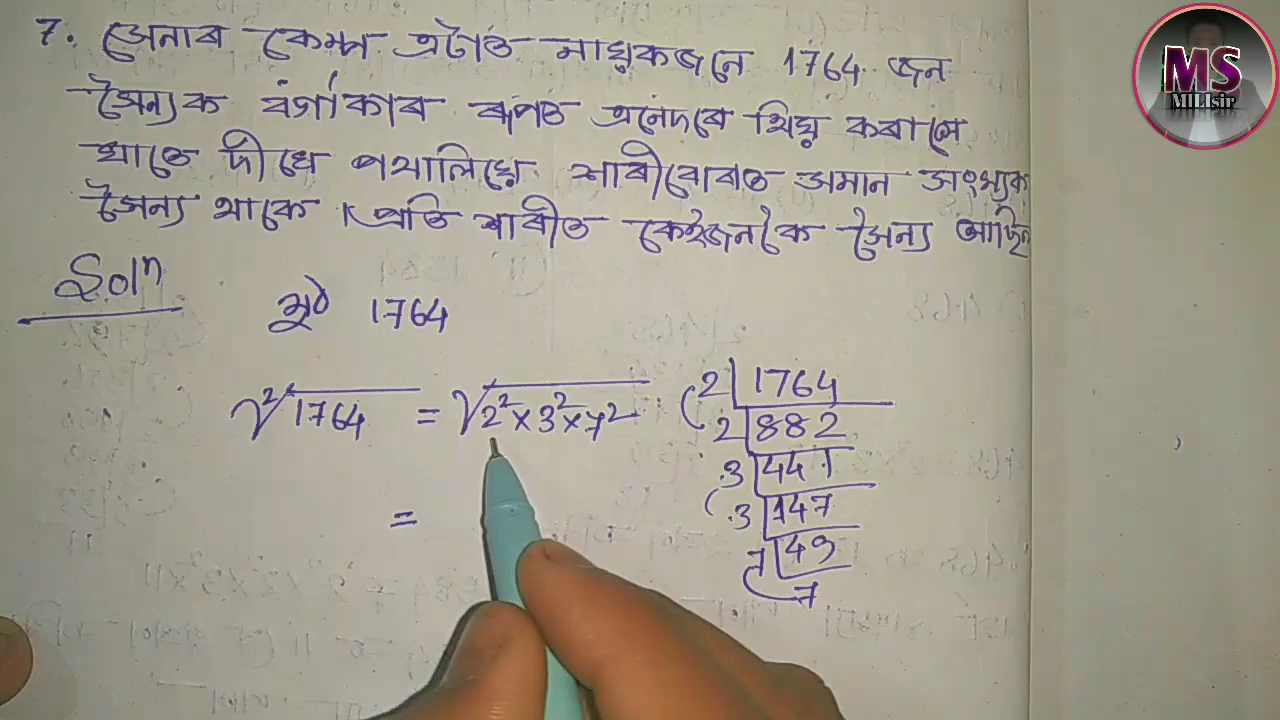 7. সেনাৰ কেম্প এটাত নায়কজনে 1764 জন
সৈন্যক বৰ্গাকাৰ ৰূপত এনেদৰে থিয় কৰালে
যাতে দীঘে পথালিয়ে শাৰীবোৰত সমান সংখ্যক
সৈন্য থাকে । প্ৰতি শাৰীত কেইজনকৈ সৈন্য আছিল
Solⁿ
মুঠ 1764
²√1764 = √2²×3²×7²
=
2 | 1764
2 | 882
3 | 441
3 | 147
7 | 49
7
MS
MILIsir